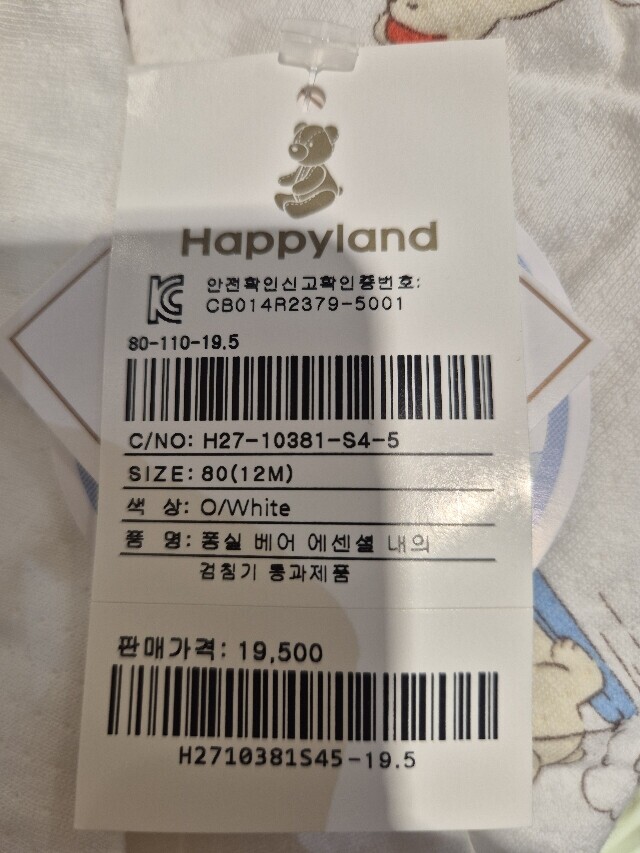 Happyland
안전확인신고확인증번호:
CB014R2379-5001
80-110-19.5
C/NO: H27-10381-S4-5
SIZE: 80(12M)
색 상: O/White
품 명: 퐁실 베어 에센셜 내의
검침기 통과제품
판매가격: 19,500
H2710381S45-19.5